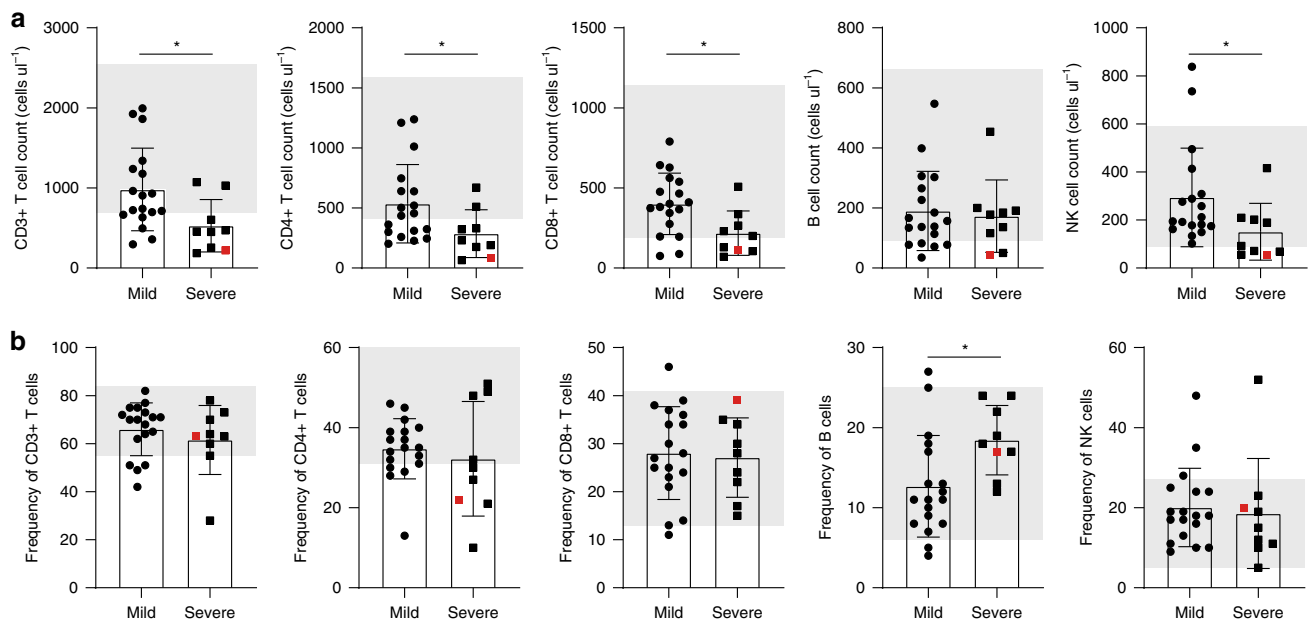 a
CD3+ T cell count (cells ul⁻¹)
3000
2000
1000
0
*
Mild Severe
CD4+ T cell count (cells ul⁻¹)
2000
1500
1000
500
0
*
Mild Severe
CD8+ T cell count (cells ul⁻¹)
1500
1000
500
0
*
Mild Severe
B cell count (cells ul⁻¹)
800
600
400
200
0
Mild Severe
NK cell count (cells ul⁻¹)
1000
800
600
400
200
0
*
Mild Severe
b
Frequency of CD3+ T cells
100
80
60
40
20
0
Mild Severe
Frequency of CD4+ T cells
60
40
20
0
Mild Severe
Frequency of CD8+ T cells
50
40
30
20
10
0
Mild Severe
Frequency of B cells
30
20
10
0
*
Mild Severe
Frequency of NK cells
60
40
20
0
Mild Severe